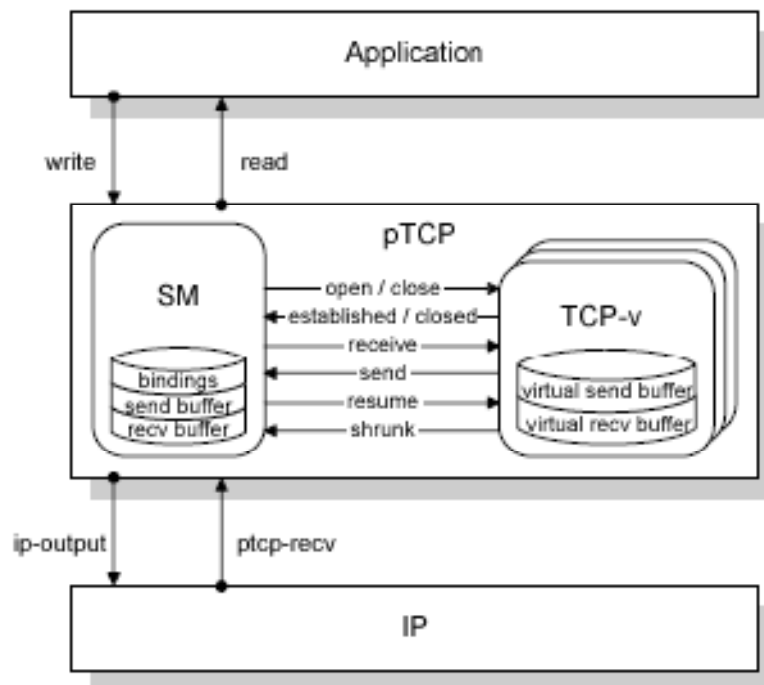 Application
write read
pTCP
SM
open / close
established / closed
TCP-v
receive
send
resume
shrunk
bindings
send buffer
recv buffer
virtual send buffer
virtual recv buffer
ip-output ptcp-recv
IP